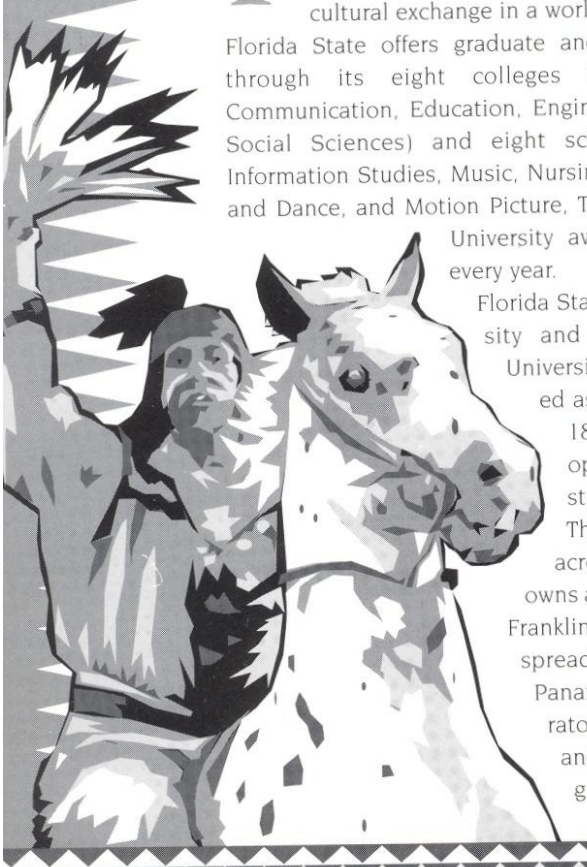 cultural exchange in a worl
Florida State offers graduate an
through its eight colleges
Communication, Education, Engin
Social Sciences) and eight sc
Information Studies, Music, Nursin
and Dance, and Motion Picture, T
University av
every year.
Florida Sta
sity and
Universi
ed as
18
op
st
Th
acr
owns a
Franklin
spread
Pana
rato
an
g